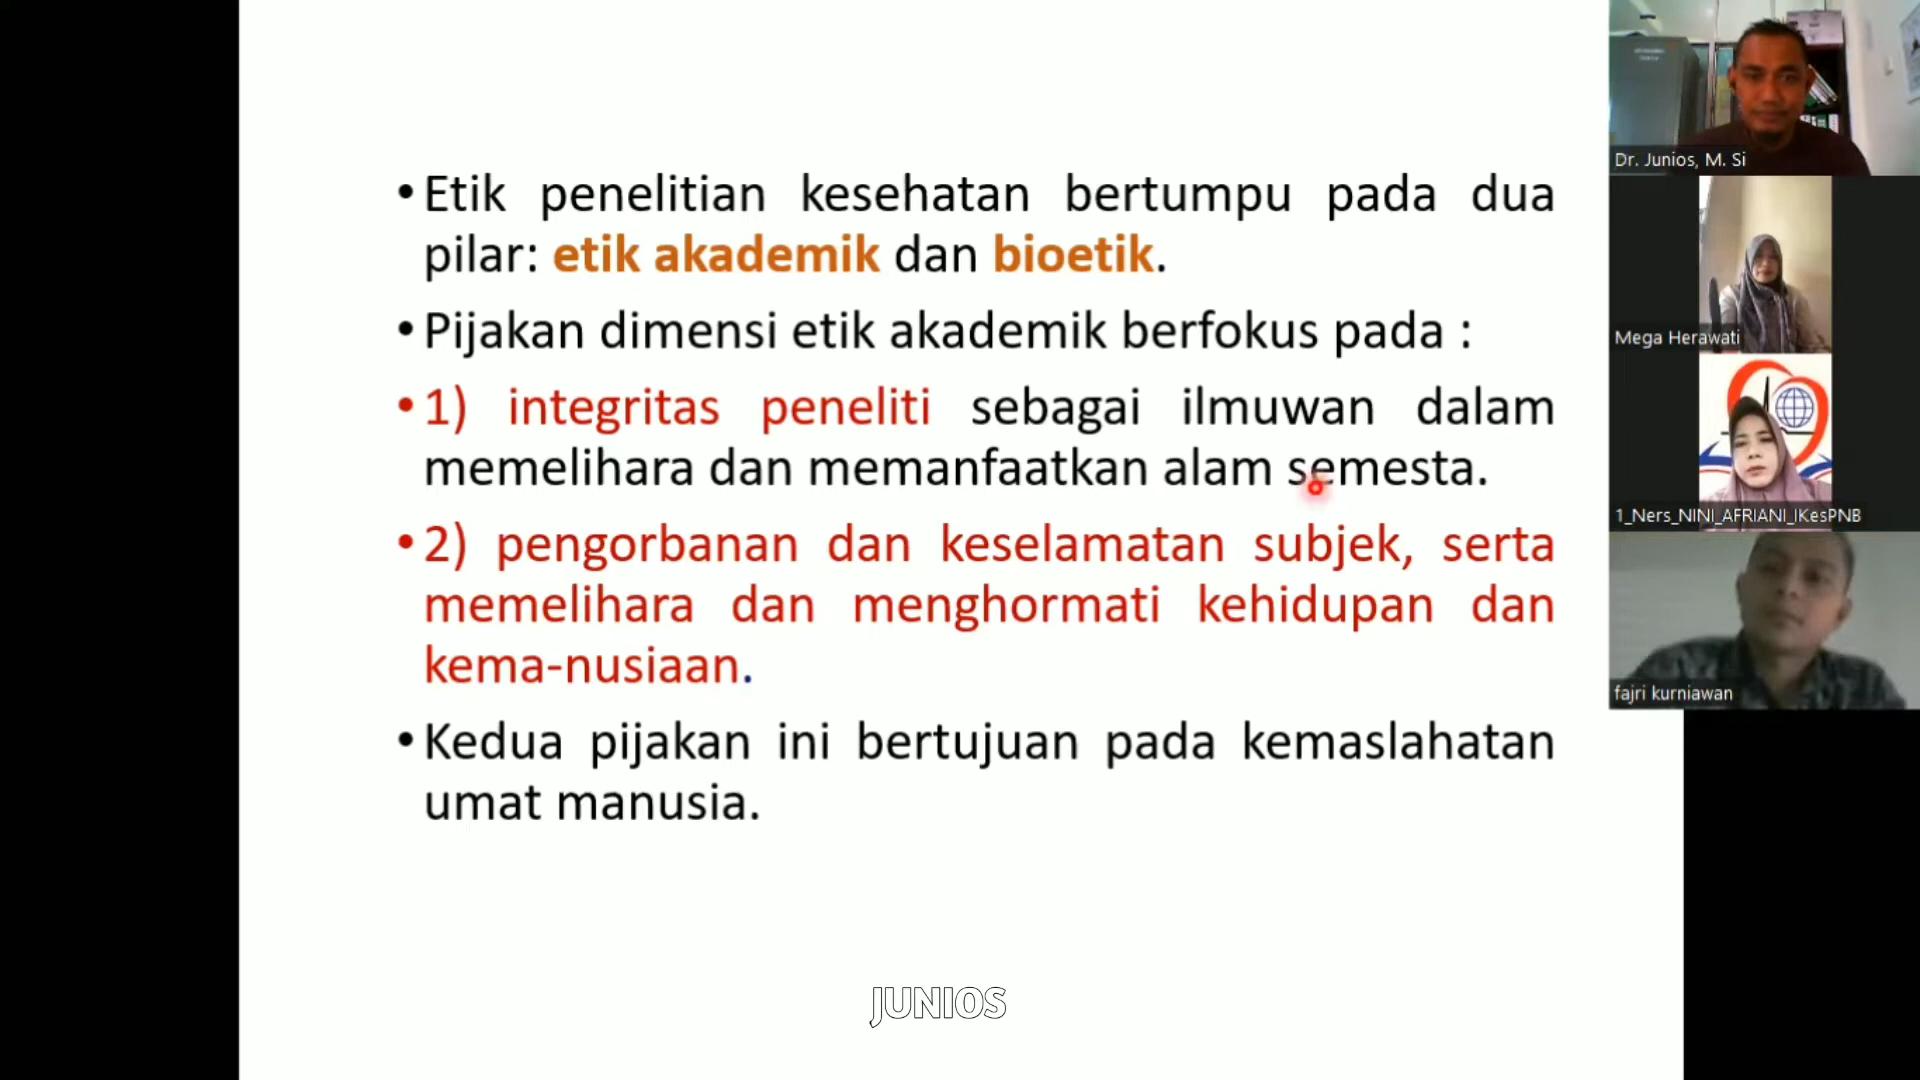 • Etik penelitian kesehatan bertumpu pada dua
pilar: etik akademik dan bioetik.
• Pijakan dimensi etik akademik berfokus pada :
• 1) integritas peneliti sebagai ilmuwan dalam
memelihara dan memanfaatkan alam semesta.
• 2) pengorbanan dan keselamatan subjek, serta
memelihara dan menghormati kehidupan dan
kema-nusiaan.
• Kedua pijakan ini bertujuan pada kemaslahatan
umat manusia.
JUNIOS
Dr. Junios, M. Si
Mega Herawati
1_Ners_NINI_AFRIANI_IKesPNB
fajri kurniawan